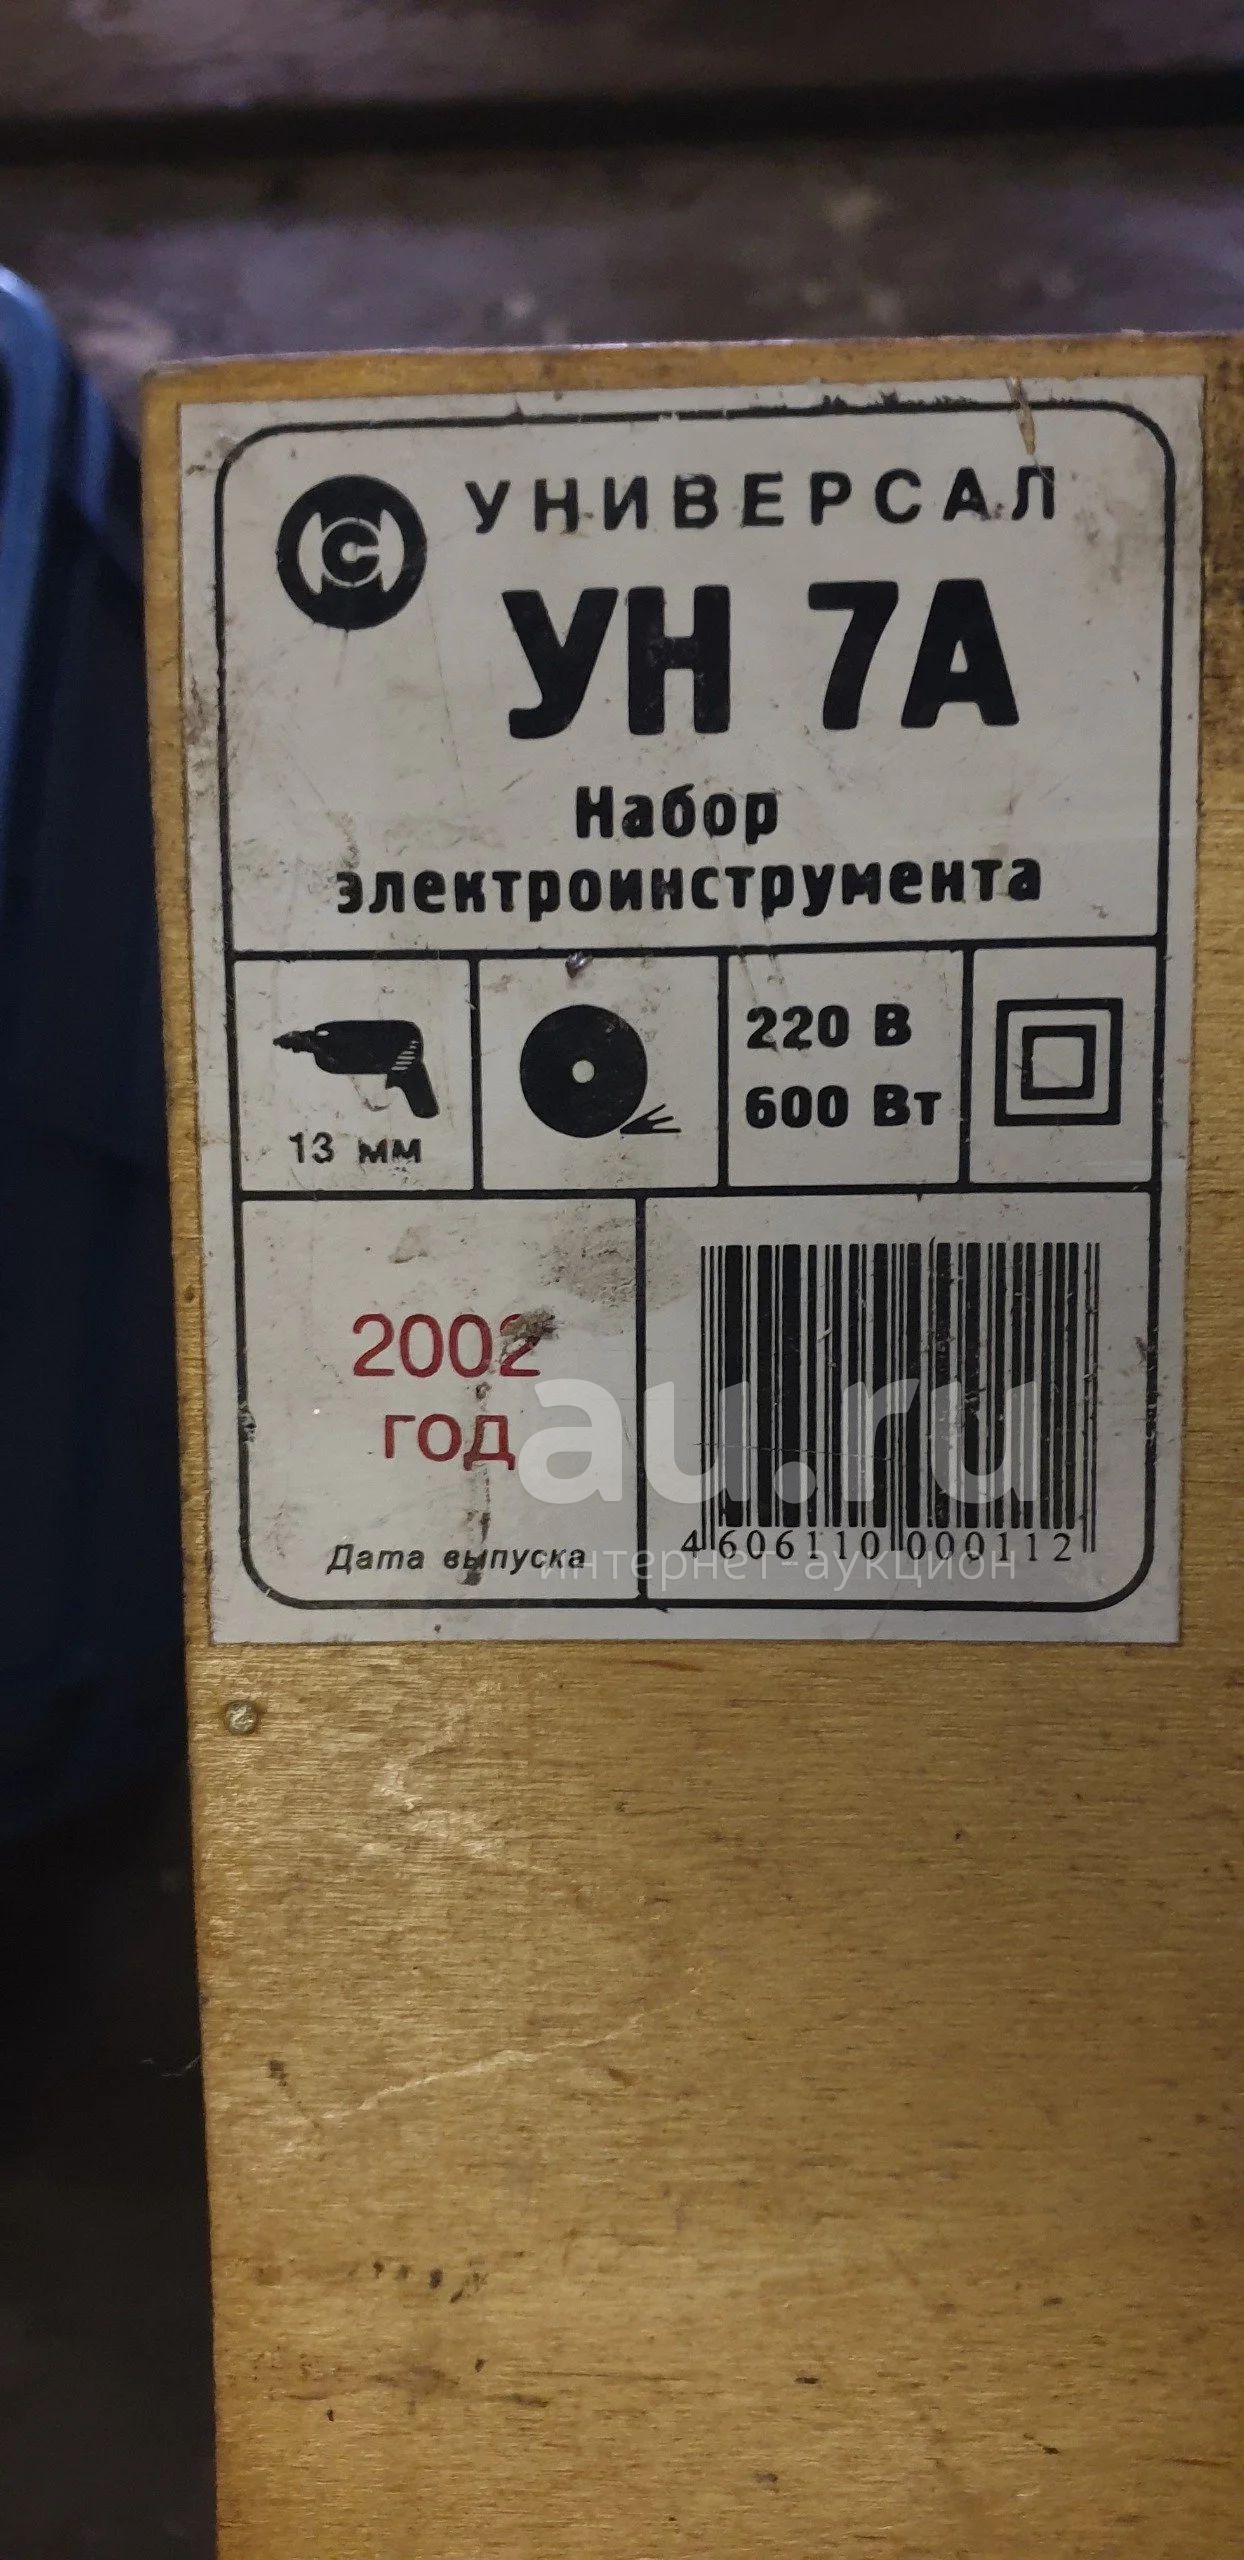 УНИВЕРСАЛ
УН 7А
Набор
электроинструмента
13 мм
220 В
600 Вт
2002
год
Дата выпуска
4 606110 000112
au.ru
интернет-аукцион